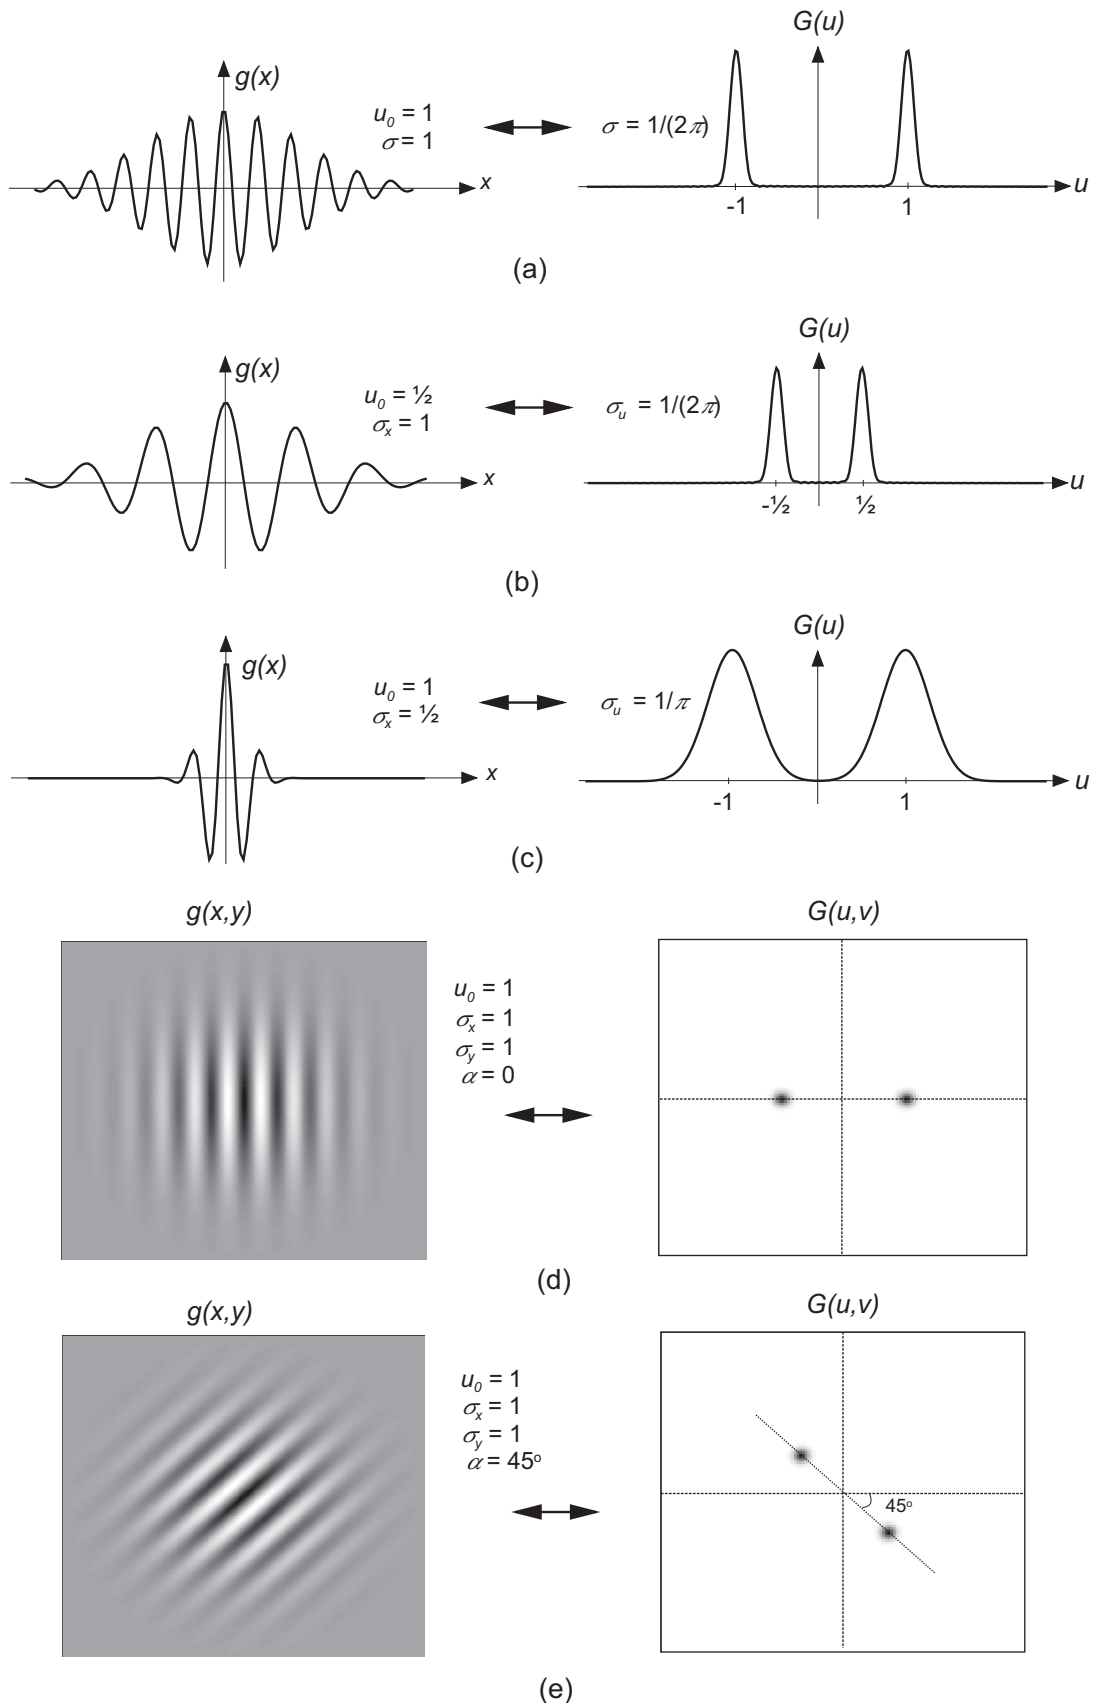 G(u)
g(x)
u₀ = 1
σ = 1
σ = 1/(2π)
x
u
-1
1
(a)
G(u)
g(x)
u₀ = ½
σₓ = 1
σᵤ = 1/(2π)
x
u
-½
½
(b)
G(u)
g(x)
u₀ = 1
σₓ = ½
σᵤ = 1/π
x
u
-1
1
(c)
g(x,y)
G(u,v)
u₀ = 1
σₓ = 1
σᵧ = 1
α = 0
(d)
g(x,y)
G(u,v)
u₀ = 1
σₓ = 1
σᵧ = 1
α = 45°
45°
(e)